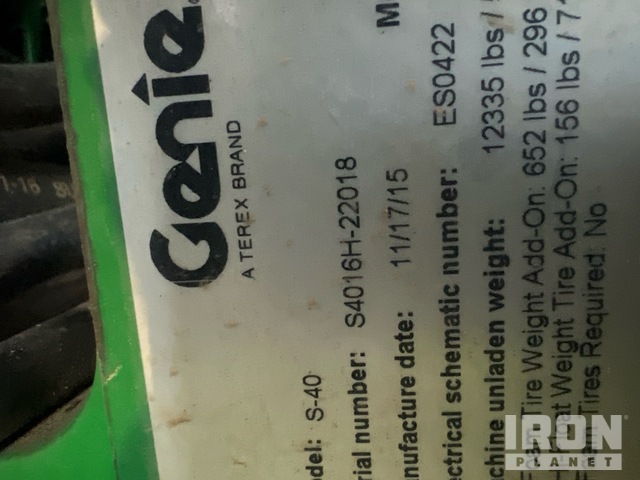 Genie
A TEREX BRAND
odel: S-40
rial number: S4016H-22018
nufacture date: 11/17/15 M
ectrical schematic number: ES0422
chine unladen weight: 12335 lbs /
Tire Weight Add-On: 652 lbs / 296
Weight Tire Add-On: 156 lbs / 71
Tires Required: No
IRON
PLANET